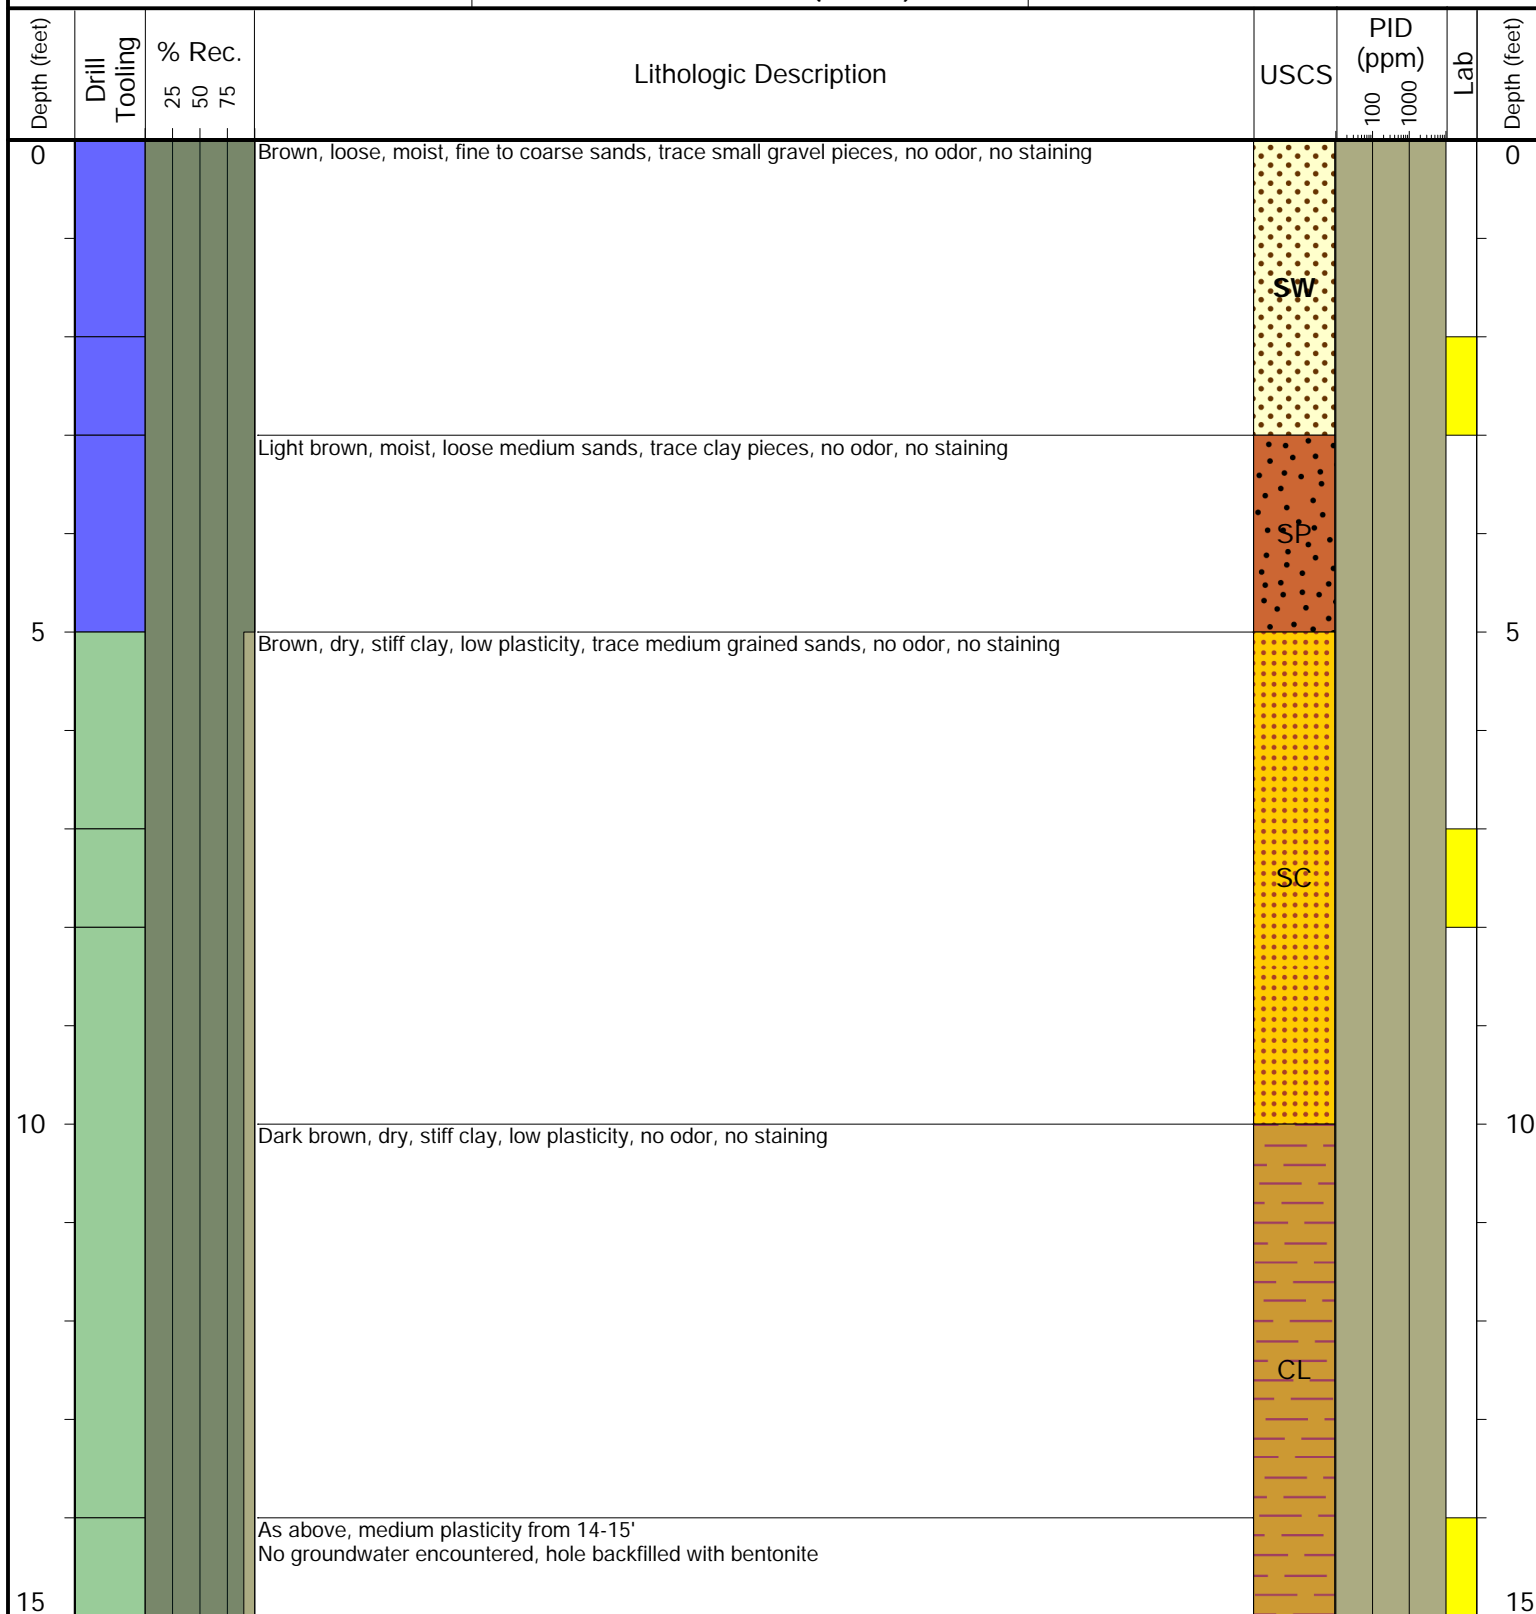 Depth (feet)
Drill Tooling
% Rec.
25 50 75
Lithologic Description
USCS
PID (ppm)
100 1000
Lab
Depth (feet)
0
Brown, loose, moist, fine to coarse sands, trace small gravel pieces, no odor, no staining
0
SW
Light brown, moist, loose medium sands, trace clay pieces, no odor, no staining
SP
5
Brown, dry, stiff clay, low plasticity, trace medium grained sands, no odor, no staining
5
SC
10
Dark brown, dry, stiff clay, low plasticity, no odor, no staining
10
CL
As above, medium plasticity from 14-15'
No groundwater encountered, hole backfilled with bentonite
15
15